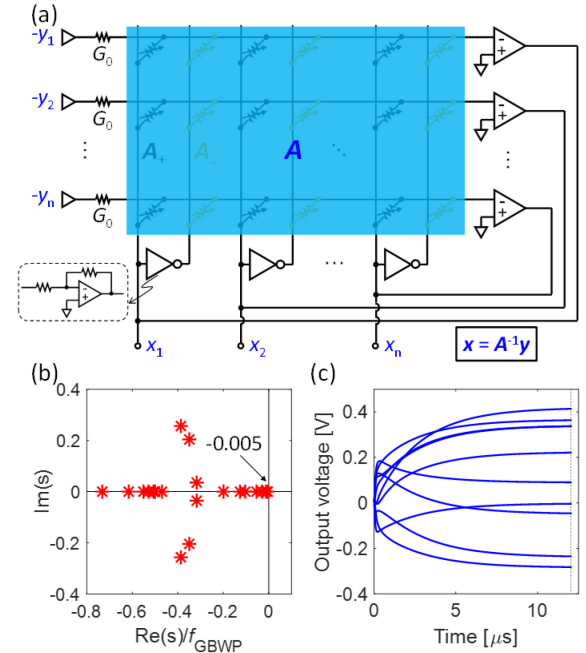 (a)
-y1
G0
-y2
G0
⋮
A+ A- A ⋱
⋮
-yn
G0
- +
- +
- +
- +
...
x1 x2 xn
x = A-1y
(b)
0.4
0.2
0
-0.2
-0.4
Im(s)
-0.005
-0.8 -0.6 -0.4 -0.2 0
Re(s)/fGBWP
(c)
0.4
0.2
0
-0.2
-0.4
Output voltage [V]
0 5 10
Time [μs]